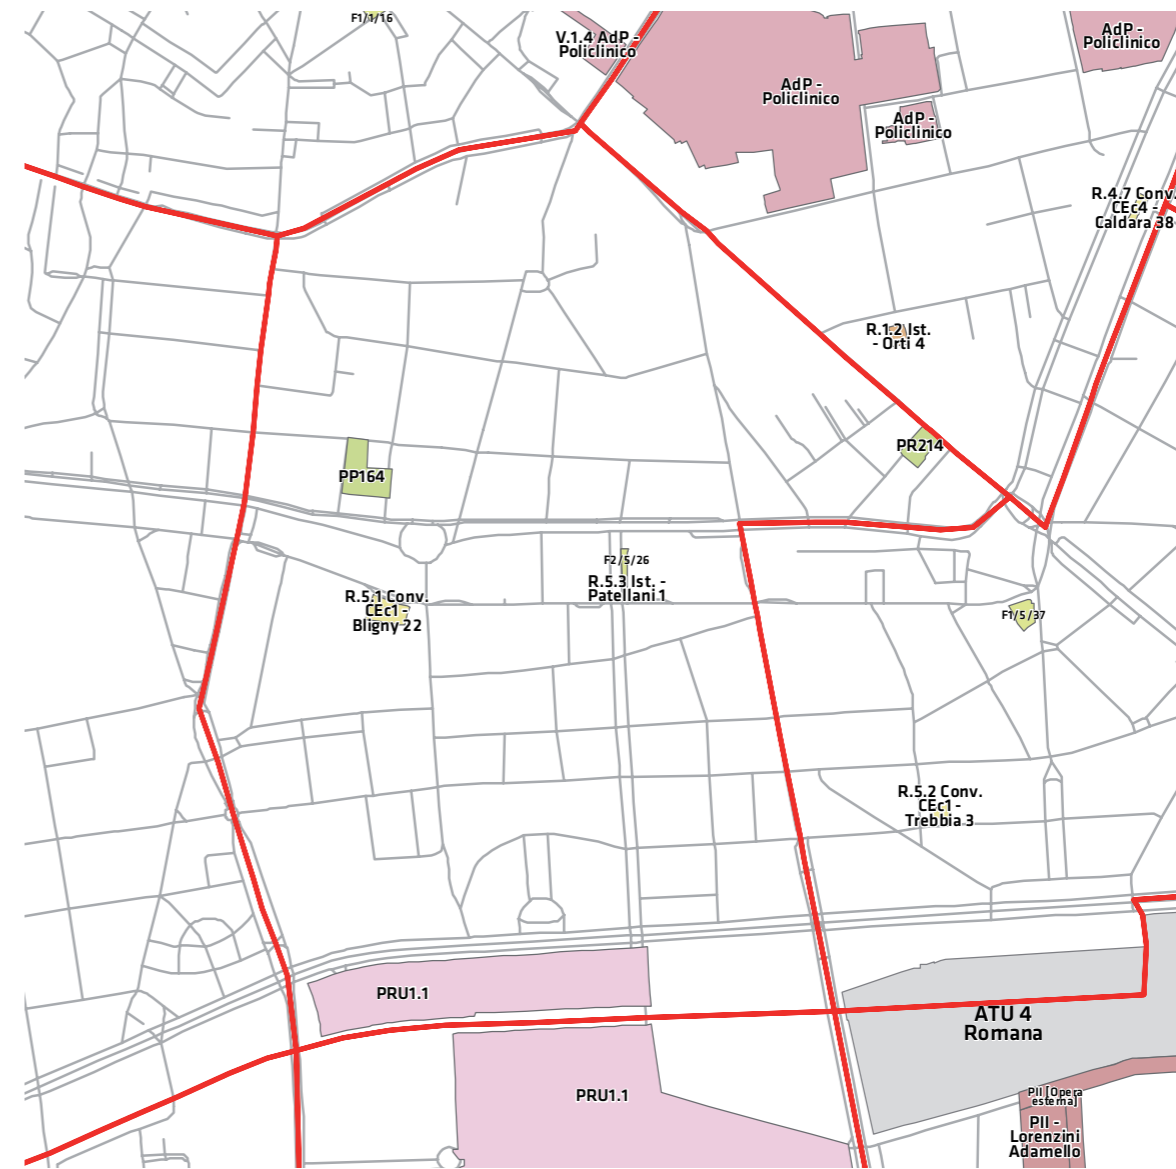 F1/1/16
V.1.4 AdP -
Policlinico
AdP -
Policlinico
AdP -
Policlinico
AdP -
Policlinico
R.4.7 Conv.
CEc4 -
Caldara 38
R.1.2 Ist.
- Orti 4
PR214
PP164
F2/5/26
R.5.3 Ist. -
Patellani 1
R.5.1 Conv.
CEc1 -
Bligny 22
F1/5/37
R.5.2 Conv.
CEc1 -
Trebbia 3
PRU1.1
ATU 4
Romana
PRU1.1
PII [Opera
esterna]
PII -
Lorenzini
Adamello